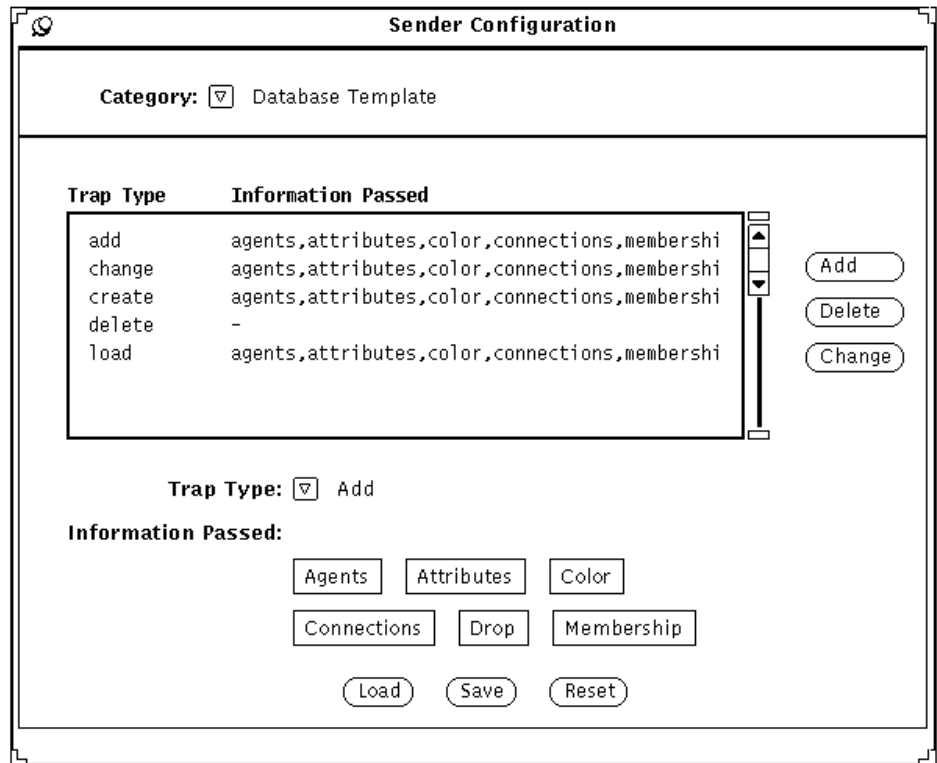 Sender Configuration
Category: Database Template
Trap Type Information Passed
add agents,attributes,color,connections,membershi
change agents,attributes,color,connections,membershi
create agents,attributes,color,connections,membershi
delete -
load agents,attributes,color,connections,membershi
Add
Delete
Change
Trap Type: Add
Information Passed:
Agents Attributes Color
Connections Drop Membership
Load Save Reset